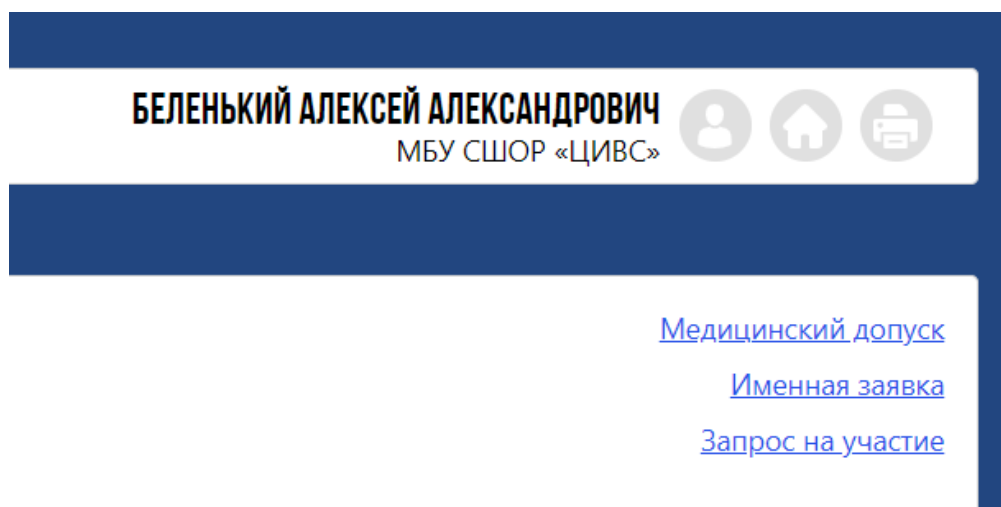 БЕЛЕНЬКИЙ АЛЕКСЕЙ АЛЕКСАНДРОВИЧ
МБУ СШОР «ЦИВС»
Медицинский допуск
Именная заявка
Запрос на участие